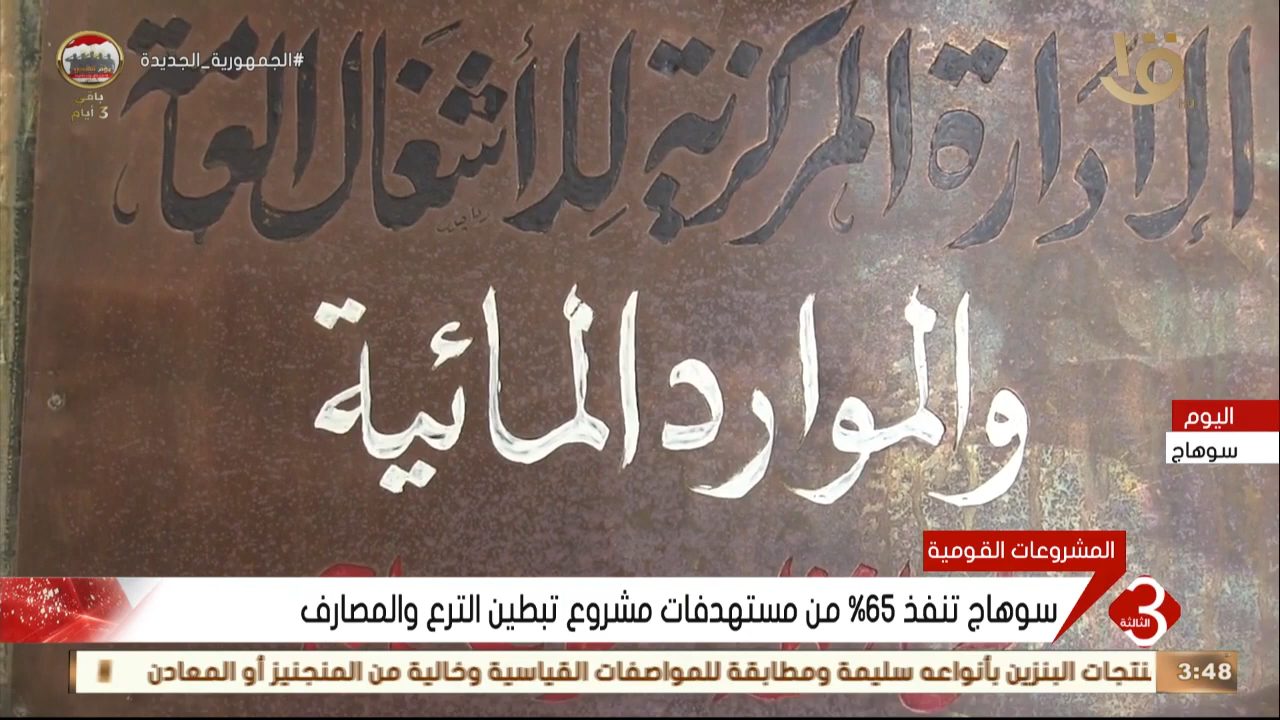 #الجمهورية_الجديدة
باقي
3 أيام
الإدارة المركزية للأشغال العامة
والموارد المائية
اليوم
سوهاج
المشروعات القومية
3
الثالثة
سوهاج تنفذ 65% من مستهدفات مشروع تبطين الترع والمصارف
3:48
نتجات البنزين بأنواعه سليمة ومطابقة للمواصفات القياسية وخالية من المنجنيز أو المعادن